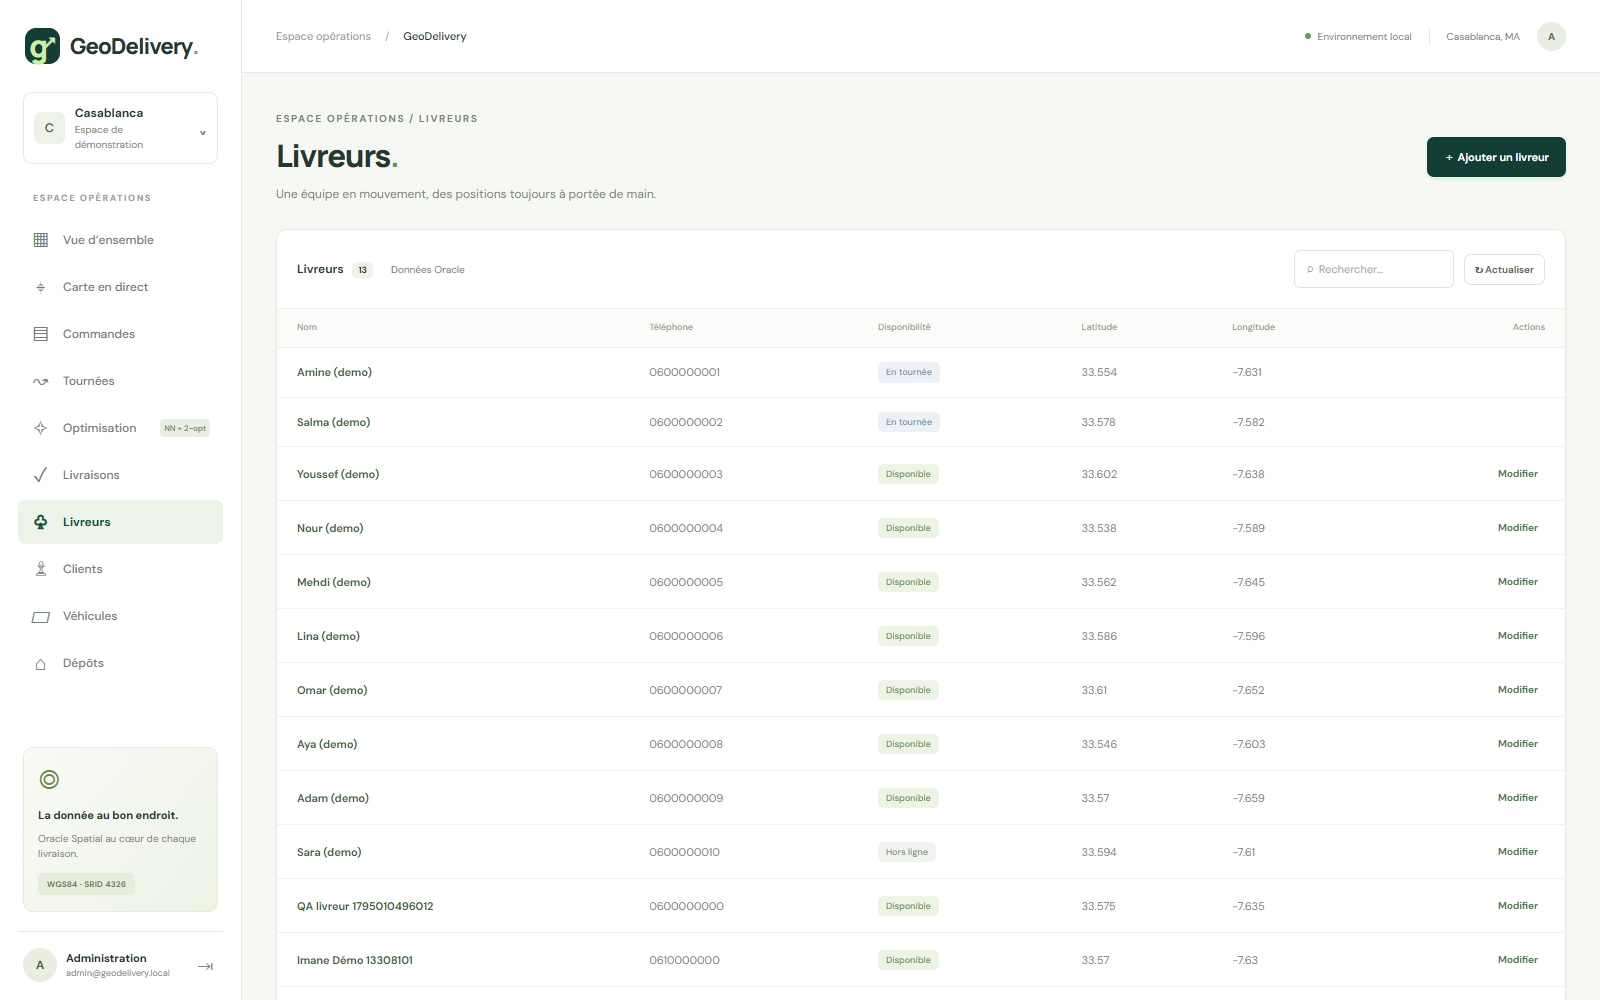 GeoDelivery.
C
Casablanca
Espace de
démonstration
ESPACE OPÉRATIONS
Vue d'ensemble
Carte en direct
Commandes
Tournées
Optimisation NN + 2-opt
Livraisons
Livreurs
Clients
Véhicules
Dépôts
La donnée au bon endroit.
Oracle Spatial au cœur de chaque
livraison.
WGS84 · SRID 4326
A
Administration
admin@geodelivery.local
Espace opérations / GeoDelivery
Environnement local
Casablanca, MA
A
ESPACE OPÉRATIONS / LIVREURS
Livreurs.
Une équipe en mouvement, des positions toujours à portée de main.
+ Ajouter un livreur
Livreurs 13 Données Oracle
Rechercher...
↻ Actualiser
Nom Téléphone Disponibilité Latitude Longitude Actions
Amine (demo) 0600000001 En tournée 33.554 -7.631
Salma (demo) 0600000002 En tournée 33.578 -7.582
Youssef (demo) 0600000003 Disponible 33.602 -7.638 Modifier
Nour (demo) 0600000004 Disponible 33.538 -7.589 Modifier
Mehdi (demo) 0600000005 Disponible 33.562 -7.645 Modifier
Lina (demo) 0600000006 Disponible 33.586 -7.596 Modifier
Omar (demo) 0600000007 Disponible 33.61 -7.652 Modifier
Aya (demo) 0600000008 Disponible 33.546 -7.603 Modifier
Adam (demo) 0600000009 Disponible 33.57 -7.659 Modifier
Sara (demo) 0600000010 Hors ligne 33.594 -7.61 Modifier
QA livreur 1795010496012 0600000000 Disponible 33.575 -7.635 Modifier
Imane Démo 13308101 0610000000 Disponible 33.57 -7.63 Modifier